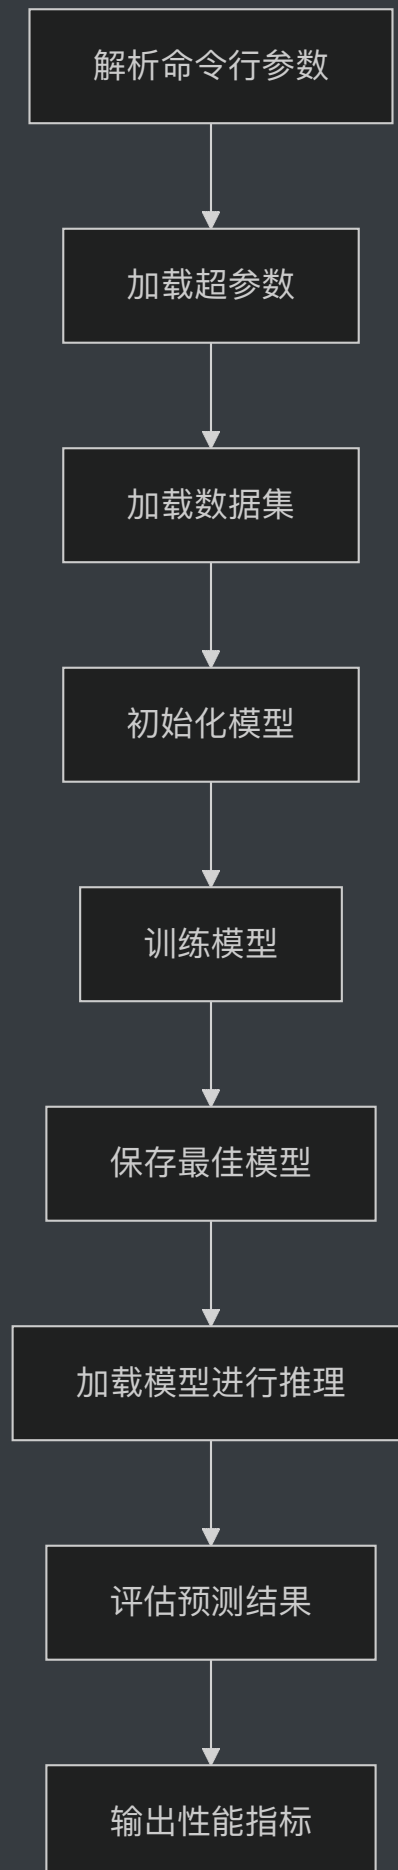 解析命令行参数
加载超参数
加载数据集
初始化模型
训练模型
保存最佳模型
加载模型进行推理
评估预测结果
输出性能指标